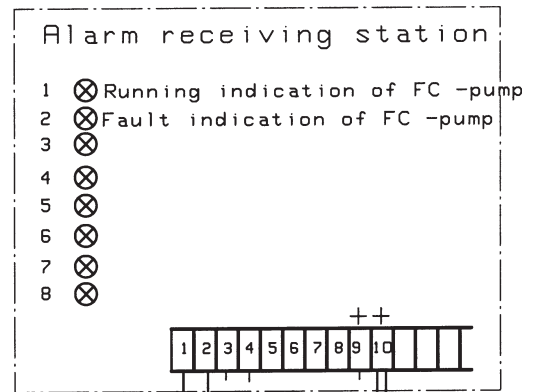 Alarm receiving station
1 Running indication of FC -pump
2 Fault indication of FC -pump
3
4
5
6
7
8
++
1 2 3 4 5 6 7 8 9 10